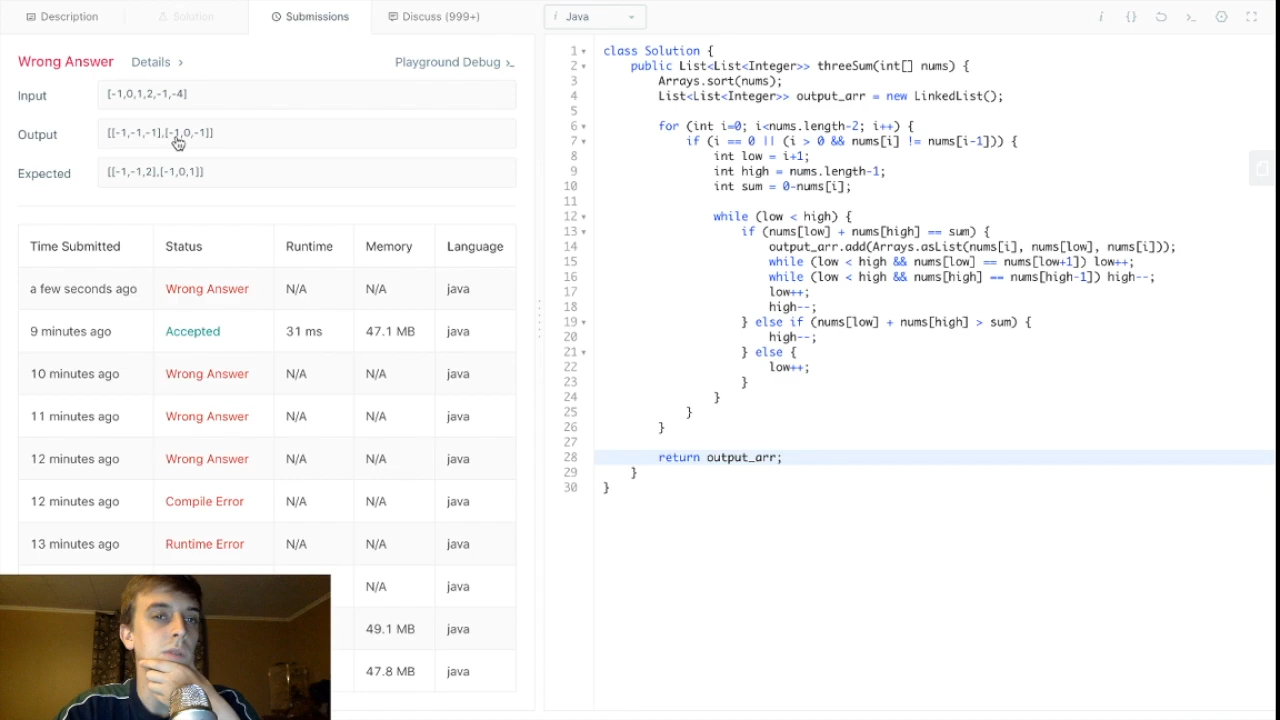 Description
Solution
Submissions
Discuss (999+)
i Java
Wrong Answer
Details >
Playground Debug >_
Input
[-1,0,1,2,-1,-4]
Output
[[-1,-1,-1],[-1,0,-1]]
Expected
[[-1,-1,2],[-1,0,1]]
Time Submitted Status Runtime Memory Language
a few seconds ago Wrong Answer N/A N/A java
9 minutes ago Accepted 31 ms 47.1 MB java
10 minutes ago Wrong Answer N/A N/A java
11 minutes ago Wrong Answer N/A N/A java
12 minutes ago Wrong Answer N/A N/A java
12 minutes ago Compile Error N/A N/A java
13 minutes ago Runtime Error N/A N/A java
N/A java
49.1 MB java
47.8 MB java
i {} >_
1 class Solution {
2 public List<List<Integer>> threeSum(int[] nums) {
3 Arrays.sort(nums);
4 List<List<Integer>> output_arr = new LinkedList();
5
6 for (int i=0; i<nums.length-2; i++) {
7 if (i == 0 || (i > 0 && nums[i] != nums[i-1])) {
8 int low = i+1;
9 int high = nums.length-1;
10 int sum = 0-nums[i];
11
12 while (low < high) {
13 if (nums[low] + nums[high] == sum) {
14 output_arr.add(Arrays.asList(nums[i], nums[low], nums[i]));
15 while (low < high && nums[low] == nums[low+1]) low++;
16 while (low < high && nums[high] == nums[high-1]) high--;
17 low++;
18 high--;
19 } else if (nums[low] + nums[high] > sum) {
20 high--;
21 } else {
22 low++;
23 }
24 }
25 }
26 }
27
28 return output_arr;
29 }
30 }